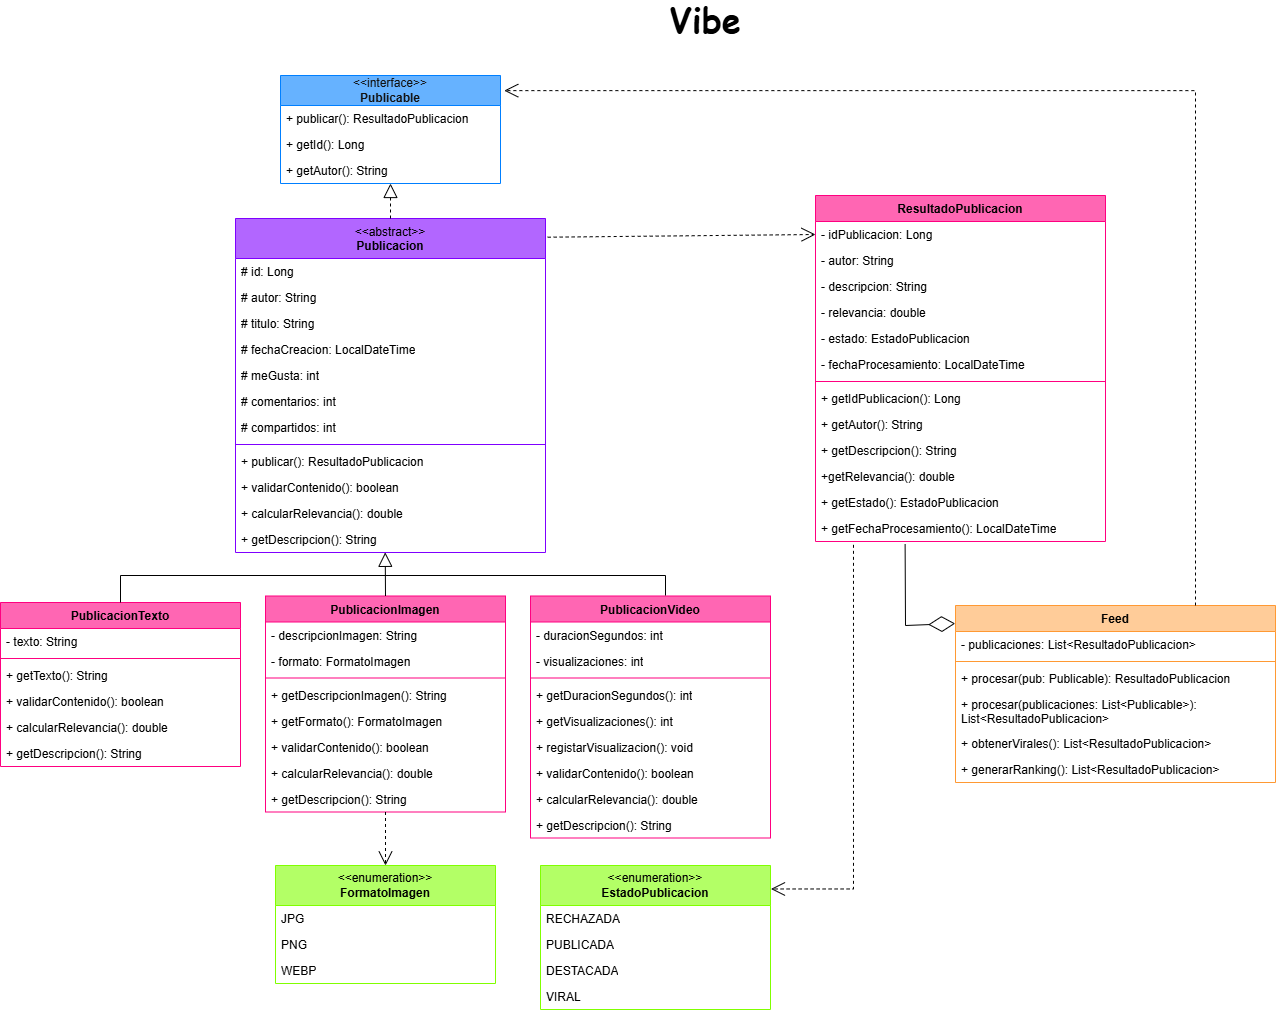 Vibe
<<interface>>
Publicable
+ publicar(): ResultadoPublicacion
+ getId(): Long
+ getAutor(): String
<<abstract>>
Publicacion
# id: Long
# autor: String
# titulo: String
# fechaCreacion: LocalDateTime
# meGusta: int
# comentarios: int
# compartidos: int
+ publicar(): ResultadoPublicacion
+ validarContenido(): boolean
+ calcularRelevancia(): double
+ getDescripcion(): String
ResultadoPublicacion
- idPublicacion: Long
- autor: String
- descripcion: String
- relevancia: double
- estado: EstadoPublicacion
- fechaProcesamiento: LocalDateTime
+ getIdPublicacion(): Long
+ getAutor(): String
+ getDescripcion(): String
+getRelevancia(): double
+ getEstado(): EstadoPublicacion
+ getFechaProcesamiento(): LocalDateTime
PublicacionTexto
- texto: String
+ getTexto(): String
+ validarContenido(): boolean
+ calcularRelevancia(): double
+ getDescripcion(): String
PublicacionImagen
- descripcionImagen: String
- formato: FormatoImagen
+ getDescripcionImagen(): String
+ getFormato(): FormatoImagen
+ validarContenido(): boolean
+ calcularRelevancia(): double
+ getDescripcion(): String
PublicacionVideo
- duracionSegundos: int
- visualizaciones: int
+ getDuracionSegundos(): int
+ getVisualizaciones(): int
+ registarVisualizacion(): void
+ validarContenido(): boolean
+ calcularRelevancia(): double
+ getDescripcion(): String
Feed
- publicaciones: List<ResultadoPublicacion>
+ procesar(pub: Publicable): ResultadoPublicacion
+ procesar(publicaciones: List<Publicable>):
List<ResultadoPublicacion>
+ obtenerVirales(): List<ResultadoPublicacion>
+ generarRanking(): List<ResultadoPublicacion>
<<enumeration>>
FormatoImagen
JPG
PNG
WEBP
<<enumeration>>
EstadoPublicacion
RECHAZADA
PUBLICADA
DESTACADA
VIRAL